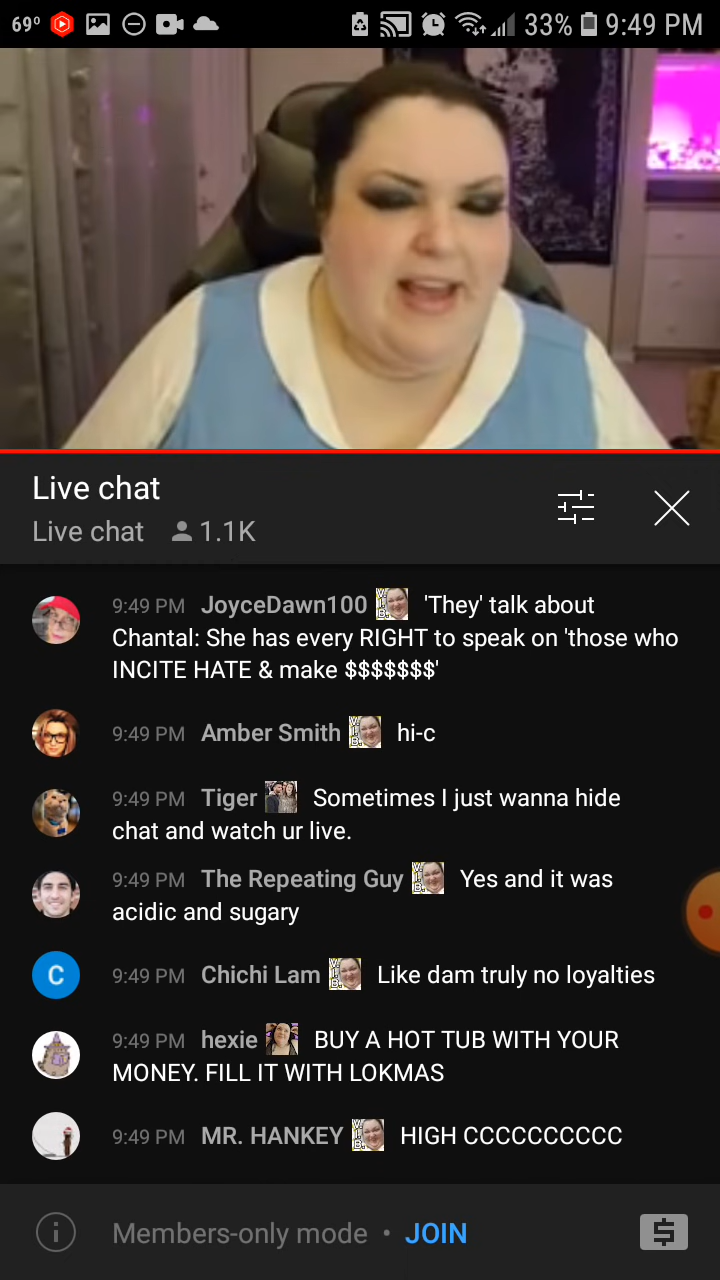 69° 33% 9:49 PM
Live chat
Live chat 1.1K
9:49 PM JoyceDawn100 'They' talk about
Chantal: She has every RIGHT to speak on 'those who
INCITE HATE & make $$$$$$$'
9:49 PM Amber Smith hi-c
9:49 PM Tiger Sometimes I just wanna hide
chat and watch ur live.
9:49 PM The Repeating Guy Yes and it was
acidic and sugary
C 9:49 PM Chichi Lam Like dam truly no loyalties
9:49 PM hexie BUY A HOT TUB WITH YOUR
MONEY. FILL IT WITH LOKMAS
9:49 PM MR. HANKEY HIGH CCCCCCCCCC
Members-only mode • JOIN